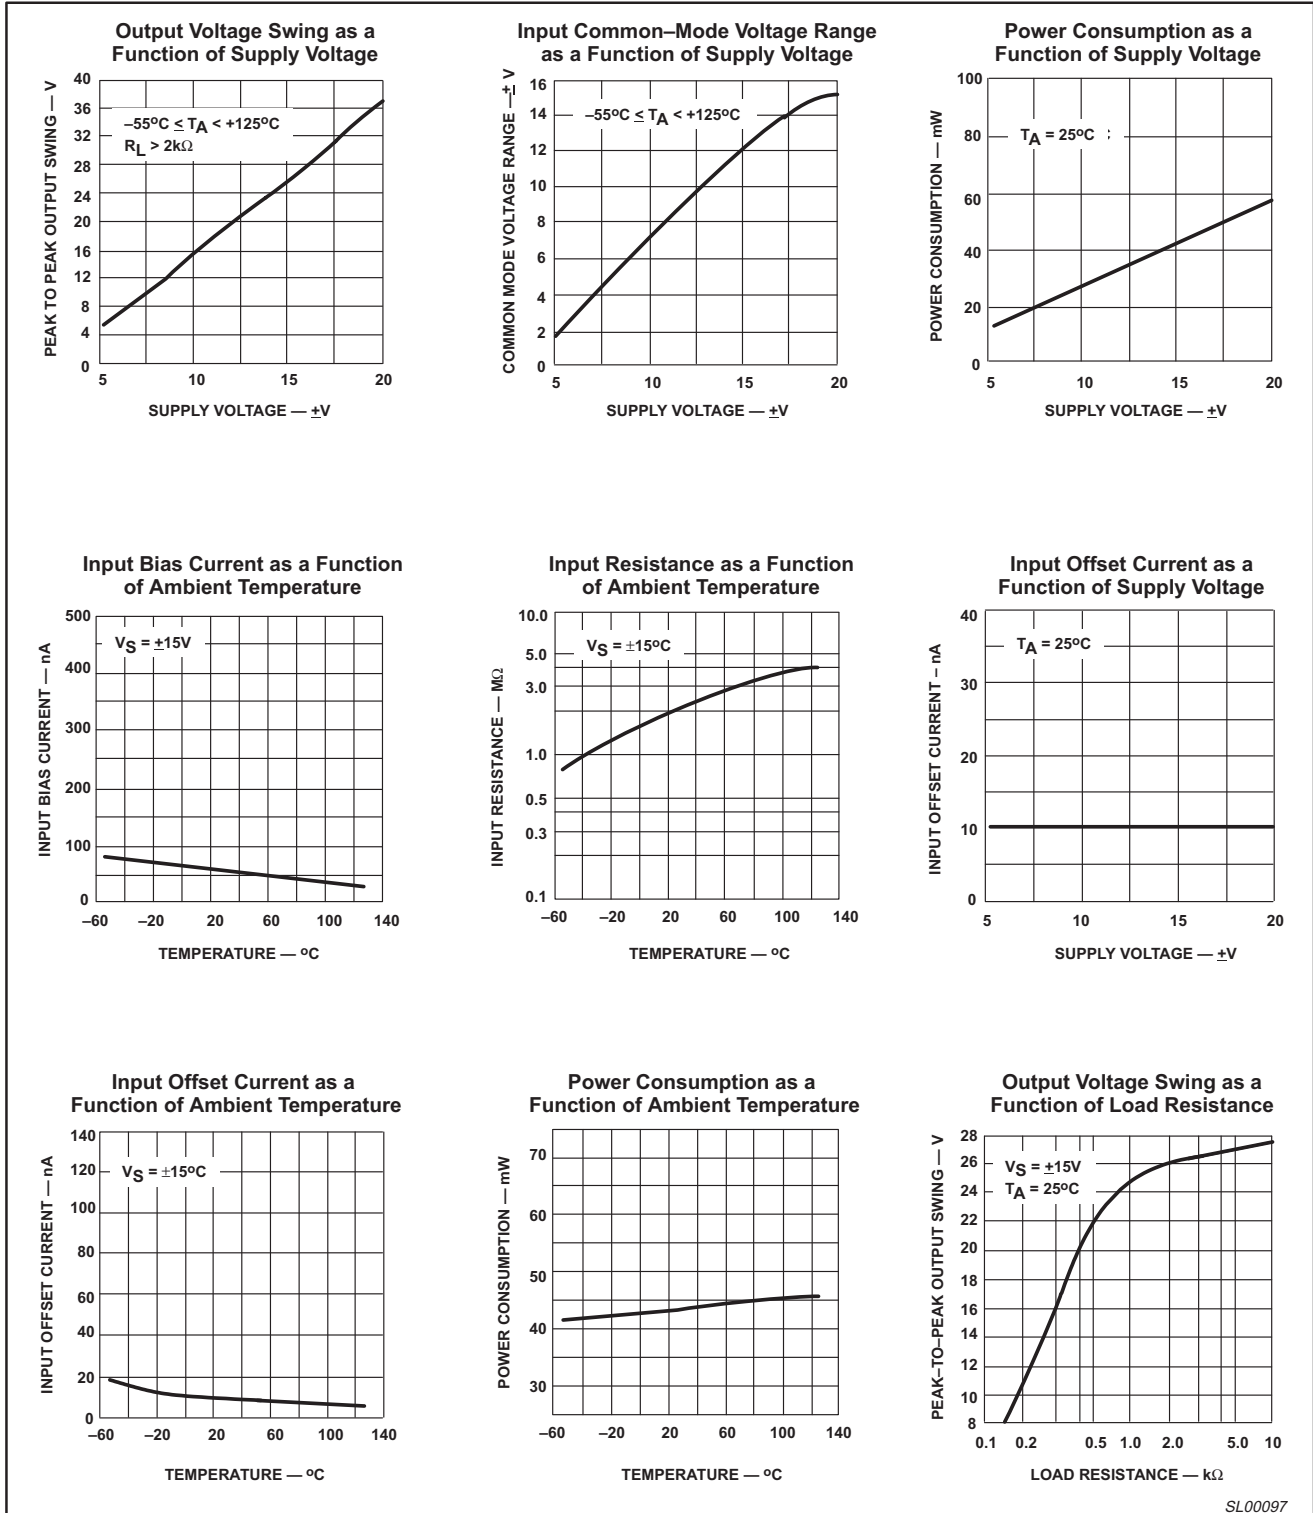 Output Voltage Swing as a
Function of Supply Voltage
PEAK TO PEAK OUTPUT SWING — V
40
36
32
28
24
20
16
12
8
4
0
–55°C ≤ TA < +125°C
RL > 2kΩ
5
10
15
20
SUPPLY VOLTAGE — ±V
Input Common–Mode Voltage Range
as a Function of Supply Voltage
COMMON MODE VOLTAGE RANGE — ± V
16
14
12
10
8
6
4
2
0
–55°C ≤ TA < +125°C
5
10
15
20
SUPPLY VOLTAGE — ±V
Power Consumption as a
Function of Supply Voltage
POWER CONSUMPTION — mW
100
80
60
40
20
0
TA = 25°C
5
10
15
20
SUPPLY VOLTAGE — ±V
Input Bias Current as a Function
of Ambient Temperature
INPUT BIAS CURRENT — nA
500
400
300
200
100
0
VS = ±15V
–60
–20
20
60
100
140
TEMPERATURE — °C
Input Resistance as a Function
of Ambient Temperature
INPUT RESISTANCE — MΩ
10.0
5.0
3.0
1.0
0.5
0.3
0.1
VS = ±15°C
–60
–20
20
60
100
140
TEMPERATURE — °C
Input Offset Current as a
Function of Supply Voltage
INPUT OFFSET CURRENT – nA
40
30
20
10
0
TA = 25°C
5
10
15
20
SUPPLY VOLTAGE — ±V
Input Offset Current as a
Function of Ambient Temperature
INPUT OFFSET CURRENT — nA
140
120
100
80
60
40
20
0
VS = ±15°C
–60
–20
20
60
100
140
TEMPERATURE — °C
Power Consumption as a
Function of Ambient Temperature
POWER CONSUMPTION — mW
70
60
50
40
30
–60
–20
20
60
100
140
TEMPERATURE — °C
Output Voltage Swing as a
Function of Load Resistance
PEAK–TO–PEAK OUTPUT SWING — V
28
26
24
22
20
18
16
14
12
10
8
VS = ±15V
TA = 25°C
0.1
0.2
0.5
1.0
2.0
5.0
10
LOAD RESISTANCE — kΩ
SL00097